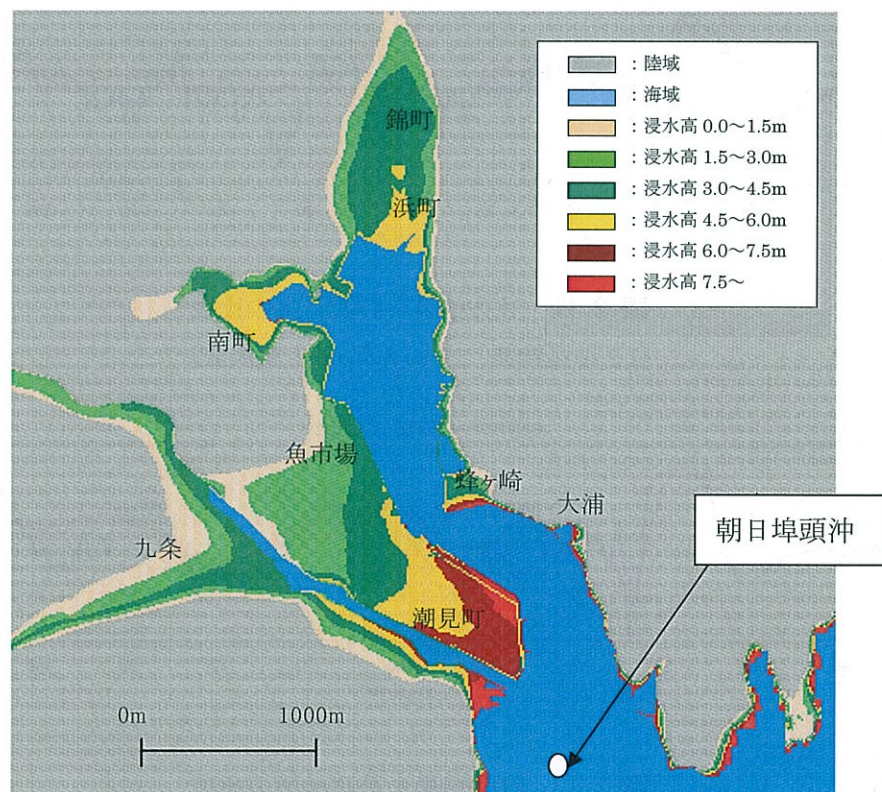 ：陸域
：海域
：浸水高 0.0～1.5m
：浸水高 1.5～3.0m
：浸水高 3.0～4.5m
：浸水高 4.5～6.0m
：浸水高 6.0～7.5m
：浸水高 7.5～
錦町
浜町
南町
魚市場
蜂ヶ崎
大浦
朝日埠頭沖
九条
潮見町
0m
1000m